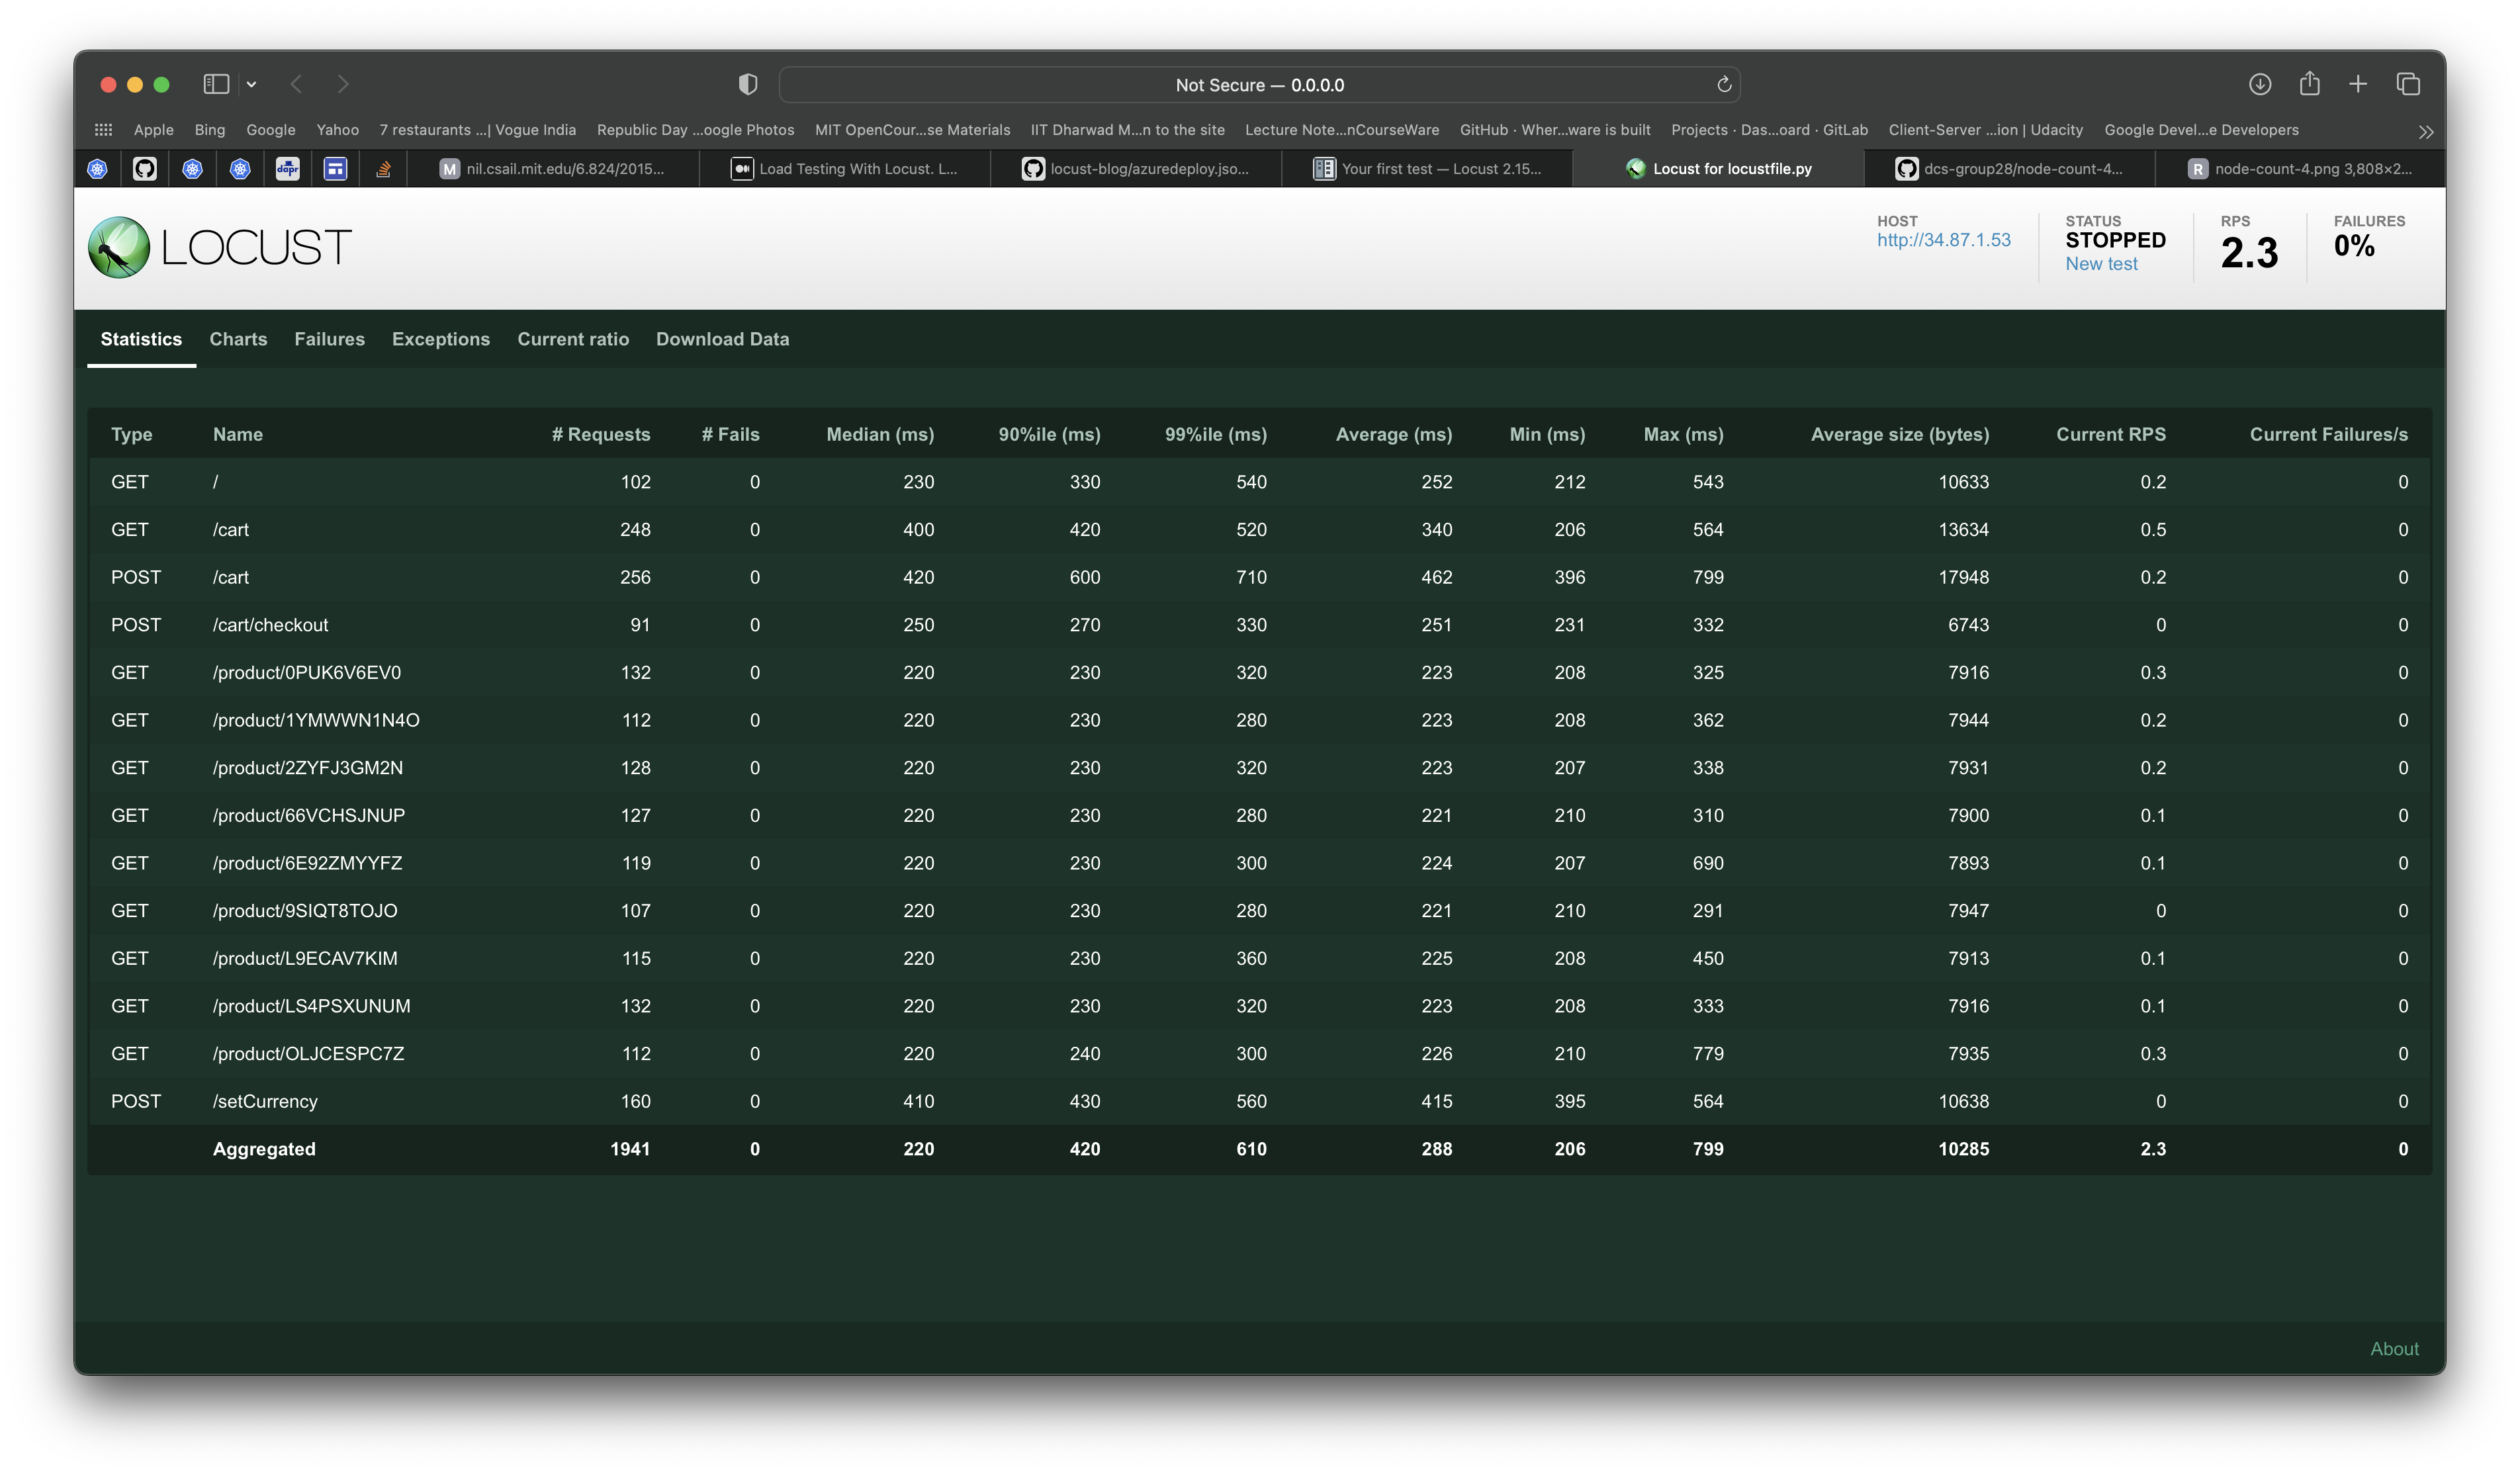 Not Secure — 0.0.0.0
Apple Bing Google Yahoo 7 restaurants ...| Vogue India Republic Day ...oogle Photos MIT OpenCour...se Materials IIT Dharwad M...n to the site Lecture Note...nCourseWare GitHub · Wher...ware is built Projects · Das...oard · GitLab Client-Server ...ion | Udacity Google Devel...e Developers
dapr M nil.csail.mit.edu/6.824/2015... Load Testing With Locust. L... locust-blog/azuredeploy.jso... Your first test — Locust 2.15... Locust for locustfile.py dcs-group28/node-count-4... R node-count-4.png 3,808×2...
LOCUST
HOST
http://34.87.1.53
STATUS
STOPPED
New test
RPS
2.3
FAILURES
0%
Statistics Charts Failures Exceptions Current ratio Download Data
Type Name # Requests # Fails Median (ms) 90%ile (ms) 99%ile (ms) Average (ms) Min (ms) Max (ms) Average size (bytes) Current RPS Current Failures/s
GET / 102 0 230 330 540 252 212 543 10633 0.2 0
GET /cart 248 0 400 420 520 340 206 564 13634 0.5 0
POST /cart 256 0 420 600 710 462 396 799 17948 0.2 0
POST /cart/checkout 91 0 250 270 330 251 231 332 6743 0 0
GET /product/0PUK6V6EV0 132 0 220 230 320 223 208 325 7916 0.3 0
GET /product/1YMWWN1N4O 112 0 220 230 280 223 208 362 7944 0.2 0
GET /product/2ZYFJ3GM2N 128 0 220 230 320 223 207 338 7931 0.2 0
GET /product/66VCHSJNUP 127 0 220 230 280 221 210 310 7900 0.1 0
GET /product/6E92ZMYYFZ 119 0 220 230 300 224 207 690 7893 0.1 0
GET /product/9SIQT8TOJO 107 0 220 230 280 221 210 291 7947 0 0
GET /product/L9ECAV7KIM 115 0 220 230 360 225 208 450 7913 0.1 0
GET /product/LS4PSXUNUM 132 0 220 230 320 223 208 333 7916 0.1 0
GET /product/OLJCESPC7Z 112 0 220 240 300 226 210 779 7935 0.3 0
POST /setCurrency 160 0 410 430 560 415 395 564 10638 0 0
Aggregated 1941 0 220 420 610 288 206 799 10285 2.3 0
About